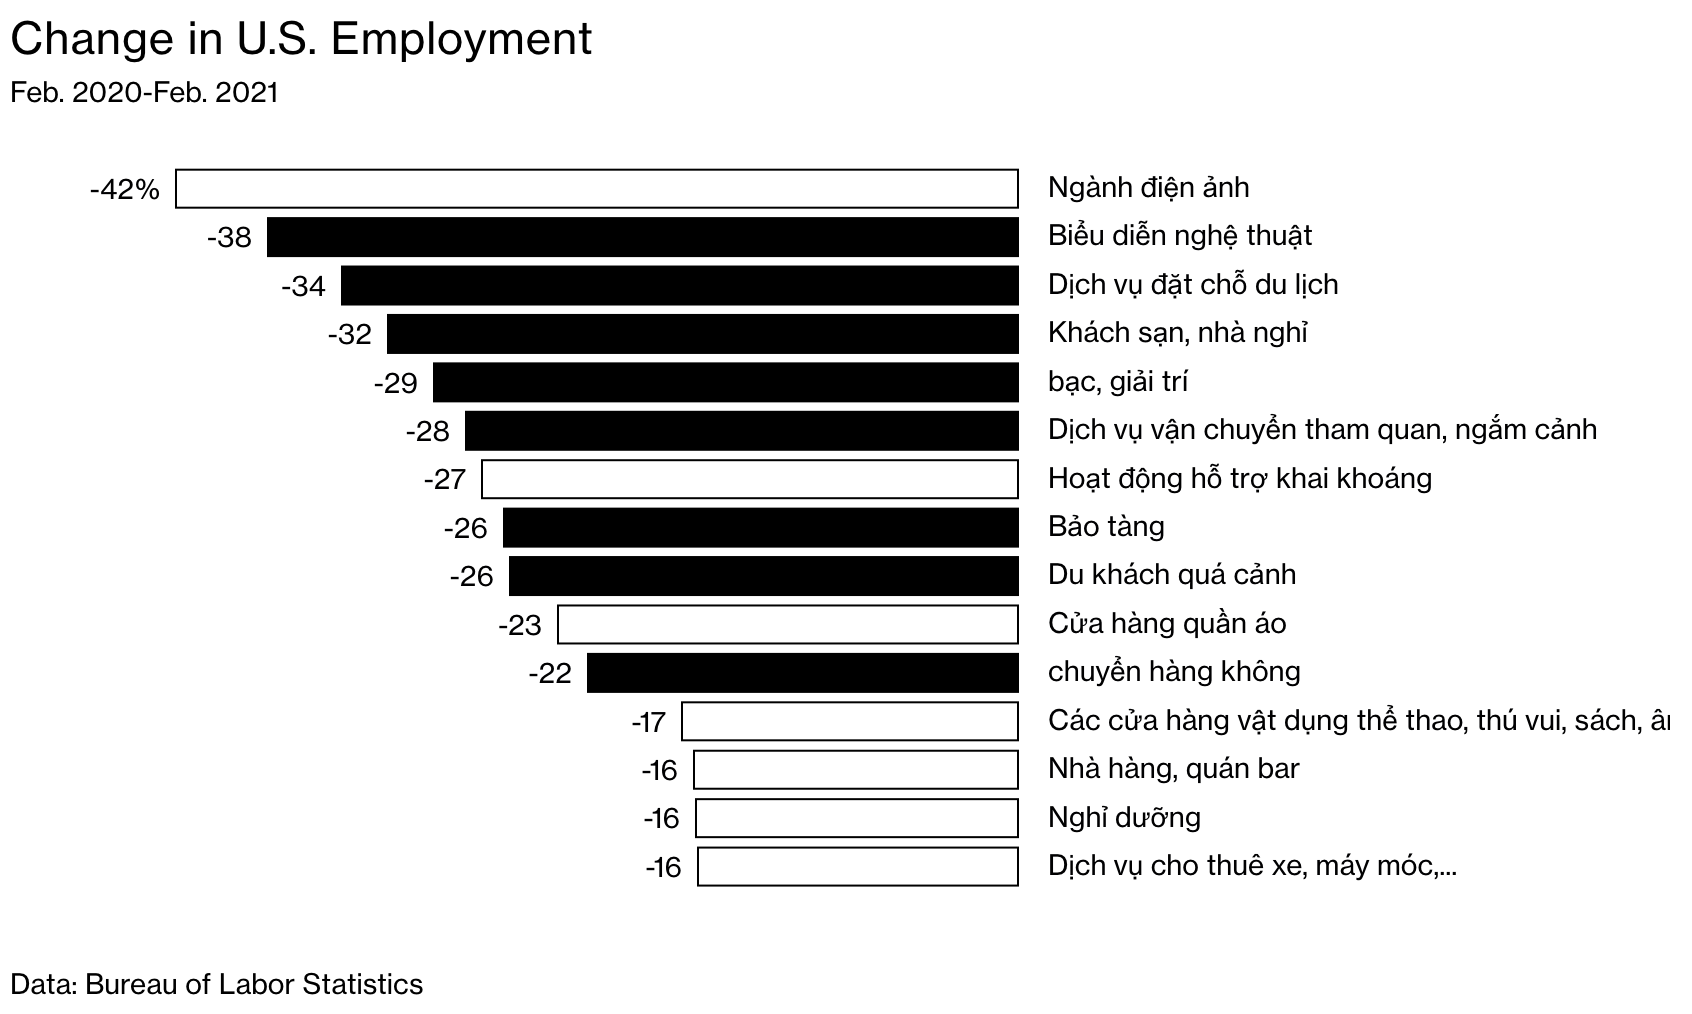 Change in U.S. Employment
Feb. 2020-Feb. 2021
-42% Ngành điện ảnh
-38 Biểu diễn nghệ thuật
-34 Dịch vụ đặt chỗ du lịch
-32 Khách sạn, nhà nghỉ
-29 bạc, giải trí
-28 Dịch vụ vận chuyển tham quan, ngắm cảnh
-27 Hoạt động hỗ trợ khai khoáng
-26 Bảo tàng
-26 Du khách quá cảnh
-23 Cửa hàng quần áo
-22 chuyển hàng không
-17 Các cửa hàng vật dụng thể thao, thú vui, sách,
-16 Nhà hàng, quán bar
-16 Nghỉ dưỡng
-16 Dịch vụ cho thuê xe, máy móc,...
Data: Bureau of Labor Statistics